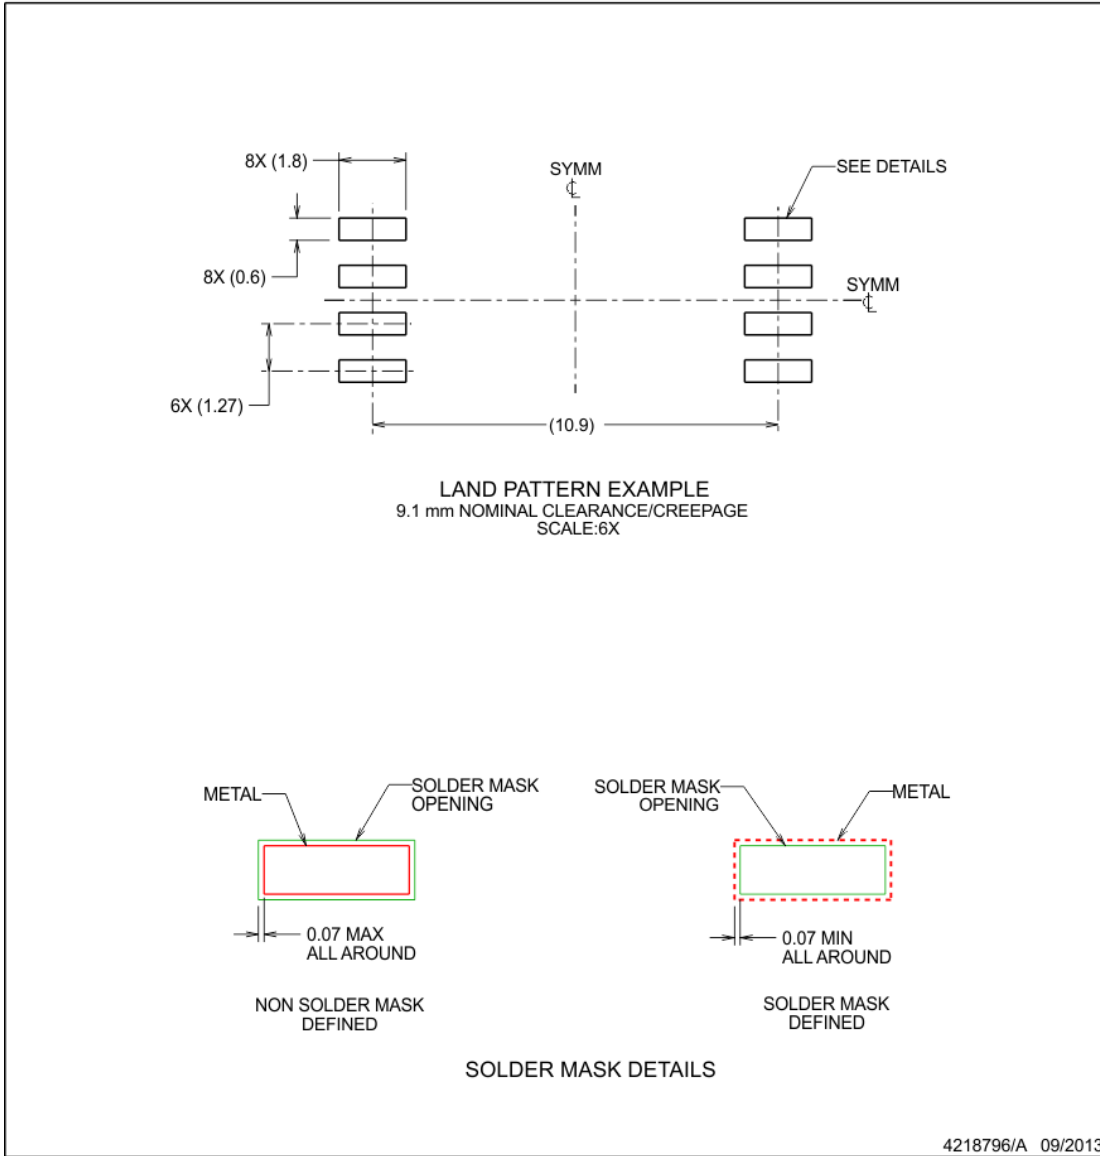 8X (1.8)
SYMM
℄
SEE DETAILS
8X (0.6)
SYMM
℄
6X (1.27)
(10.9)
LAND PATTERN EXAMPLE
9.1 mm NOMINAL CLEARANCE/CREEPAGE
SCALE:6X
METAL
SOLDER MASK
OPENING
0.07 MAX
ALL AROUND
NON SOLDER MASK
DEFINED
SOLDER MASK
OPENING
METAL
0.07 MIN
ALL AROUND
SOLDER MASK
DEFINED
SOLDER MASK DETAILS
4218796/A 09/2013